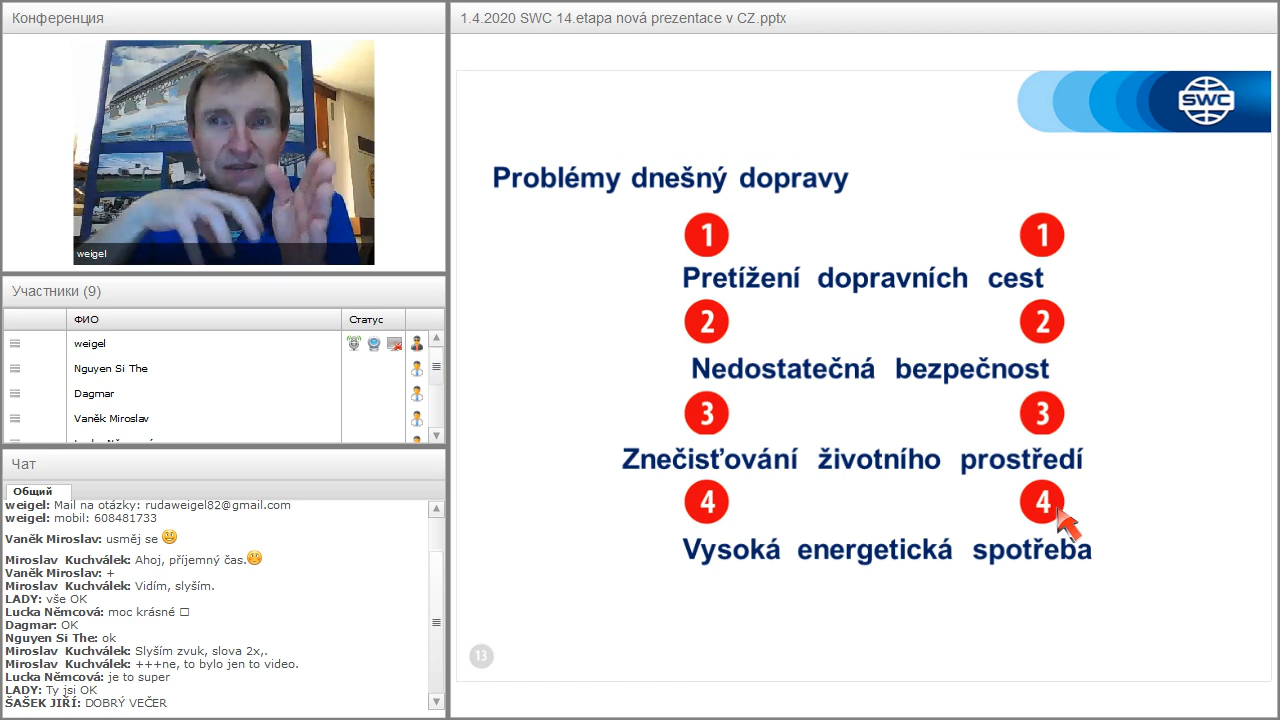 Конференция
weigel
Участники (9)
ФИО
Статус
weigel
Nguyen Si The
Dagmar
Vaněk Miroslav
Чат
Общий
weigel: Mail na otázky: rudaweigel82@gmail.com
weigel: mobil: 608481733
Vaněk Miroslav: usměj se
Miroslav Kuchválek: Ahoj, příjemný čas.
Vaněk Miroslav: +
Miroslav Kuchválek: Vidím, slyším.
LADY: vše OK
Lucka Němcová: moc krásné □
Dagmar: OK
Nguyen Si The: ok
Miroslav Kuchválek: Slyším zvuk, slova 2x,.
Miroslav Kuchválek: +++ne, to bylo jen to video.
Lucka Němcová: je to super
LADY: Ty jsi OK
ŠAŠEK JIŘÍ: DOBRÝ VEČER
1.4.2020 SWC 14.etapa nová prezentace v CZ.pptx
SWC
Problémy dnešný dopravy
1 1
Pretížení dopravních cest
2 2
Nedostatečná bezpečnost
3 3
Znečisťování životního prostředí
4 4
Vysoká energetická spotřeba
13